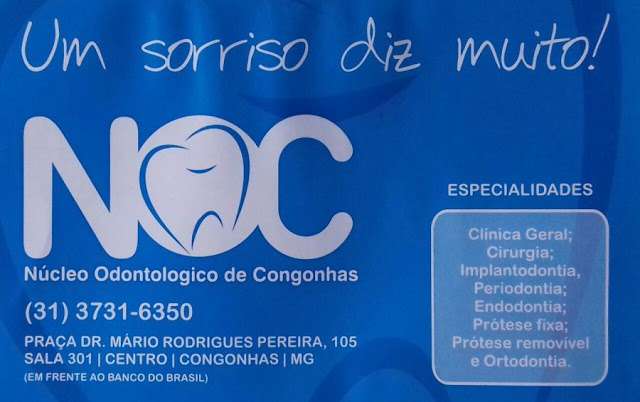 Um sorriso diz muito!
NOC
Núcleo Odontologico de Congonhas
(31) 3731-6350
PRAÇA DR. MÁRIO RODRIGUES PEREIRA, 105
SALA 301 | CENTRO | CONGONHAS | MG
(EM FRENTE AO BANCO DO BRASIL)
ESPECIALIDADES
Clínica Geral;
Cirurgia;
Implantodontia,
Periodontia;
Endodontia;
Prótese fixa;
Prótese removível
e Ortodontia.